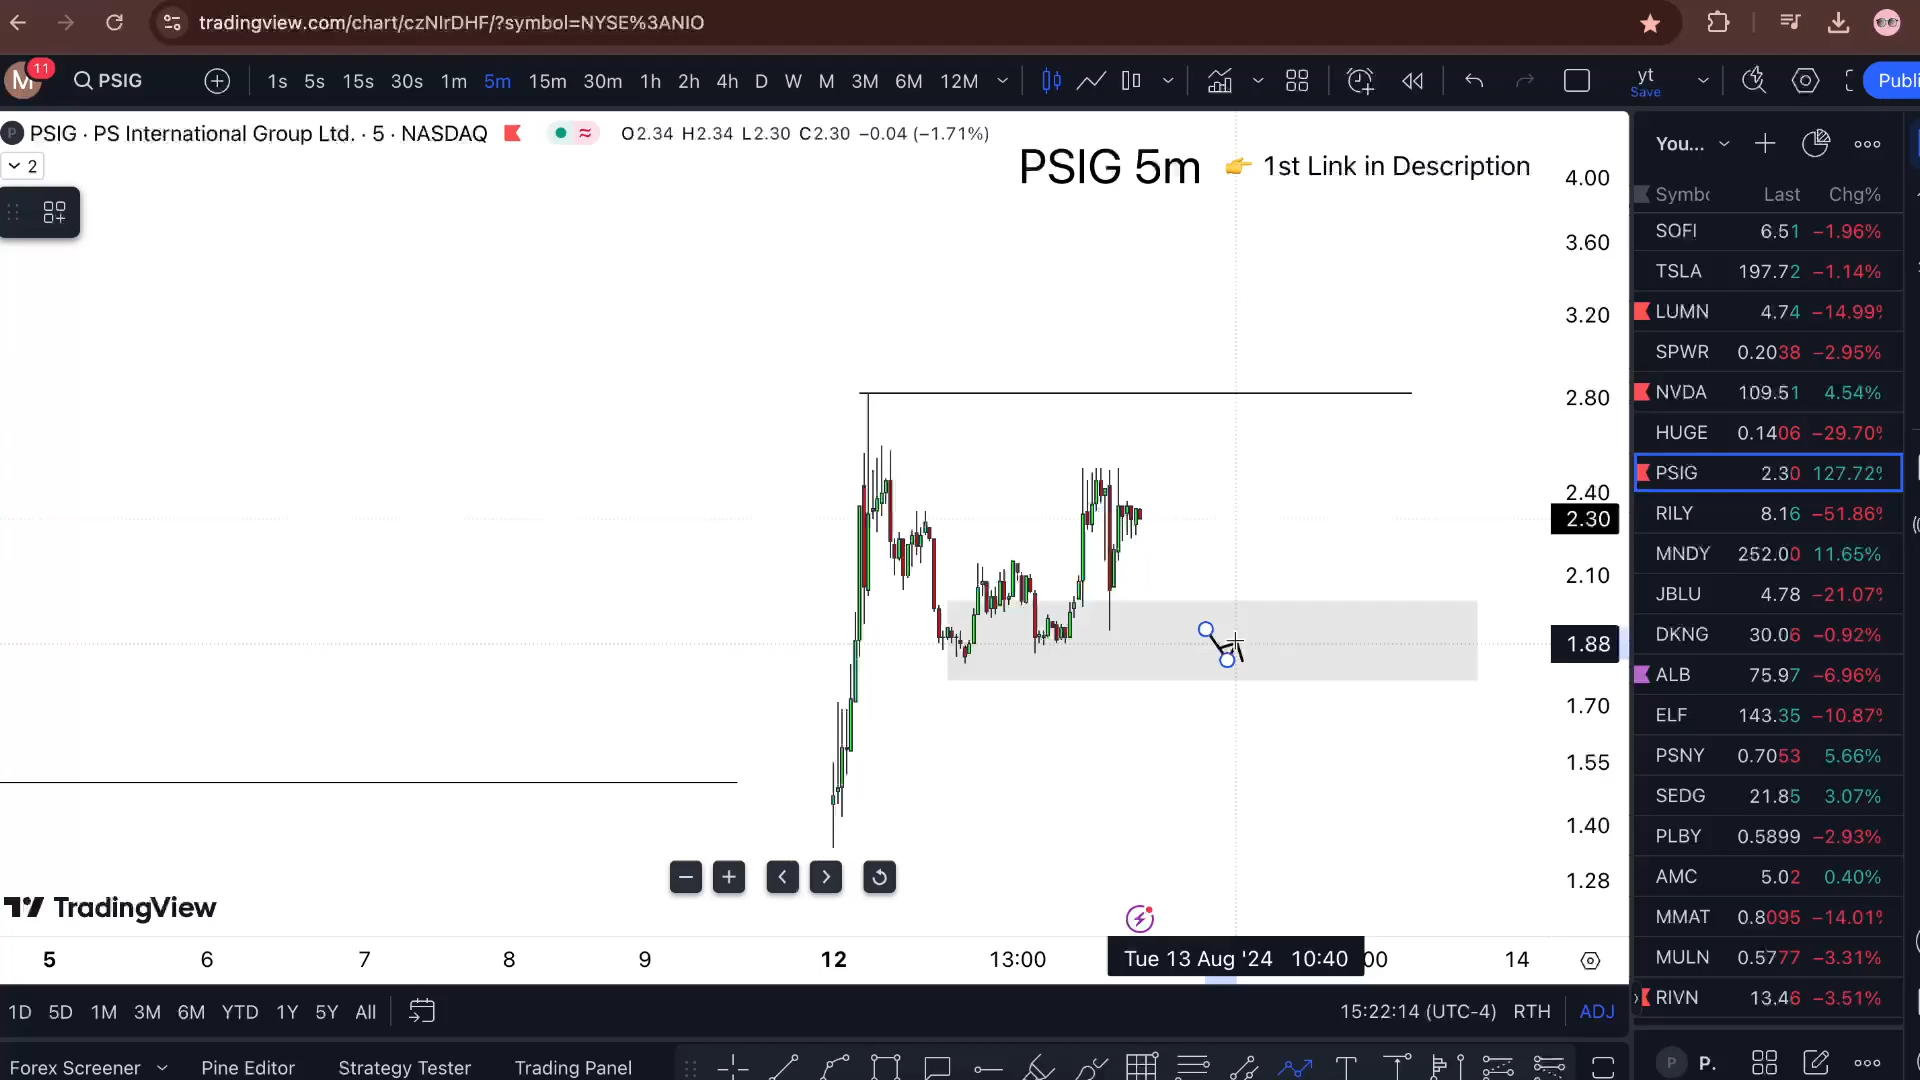 tradingview.com/chart/czNlrDHF/?symbol=NYSE%3ANIO
M 11 PSIG 1s 5s 15s 30s 1m 5m 15m 30m 1h 2h 4h D W M 3M 6M 12M yt Save Publi
P PSIG · PS International Group Ltd. · 5 · NASDAQ O2.34 H2.34 L2.30 C2.30 −0.04 (−1.71%)
2
PSIG 5m 👉 1st Link in Description
4.00
3.60
3.20
2.80
2.40
2.30
2.10
1.88
1.70
1.55
1.40
1.28
TradingView
5 6 7 8 9 12 13:00 Tue 13 Aug '24 10:40 00 14
1D 5D 1M 3M 6M YTD 1Y 5Y All 15:22:14 (UTC-4) RTH ADJ
Forex Screener Pine Editor Strategy Tester Trading Panel
You...
Symbo Last Chg%
SOFI 6.51 −1.96%
TSLA 197.72 −1.14%
LUMN 4.74 −14.99%
SPWR 0.2038 −2.95%
NVDA 109.51 4.54%
HUGE 0.1406 −29.70%
PSIG 2.30 127.72%
RILY 8.16 −51.86%
MNDY 252.00 11.65%
JBLU 4.78 −21.07%
DKNG 30.06 −0.92%
ALB 75.97 −6.96%
ELF 143.35 −10.87%
PSNY 0.7053 5.66%
SEDG 21.85 3.07%
PLBY 0.5899 −2.93%
AMC 5.02 0.40%
MMAT 0.8095 −14.01%
MULN 0.5777 −3.31%
RIVN 13.46 −3.51%
P P.